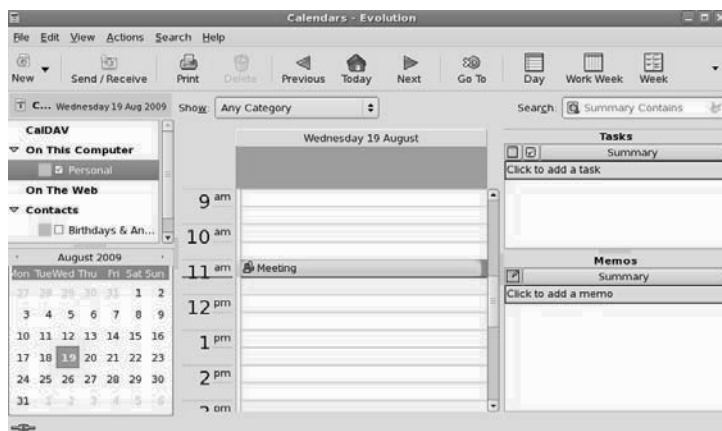 Calendars - Evolution
File Edit View Actions Search Help
New Send / Receive Print Delete Previous Today Next Go To Day Work Week Week
C... Wednesday 19 Aug 2009
Show: Any Category
Search: Summary Contains
CalDAV
On This Computer
Personal
On The Web
Contacts
Birthdays & An...
August 2009
Mon Tue Wed Thu Fri Sat Sun
27 28 29 30 31 1 2
3 4 5 6 7 8 9
10 11 12 13 14 15 16
17 18 19 20 21 22 23
24 25 26 27 28 29 30
31 1 2 3 4 5 6
Wednesday 19 August
9 am
10 am
11 am Meeting
12 pm
1 pm
2 pm
3 pm
Tasks
Summary
Click to add a task
Memos
Summary
Click to add a memo